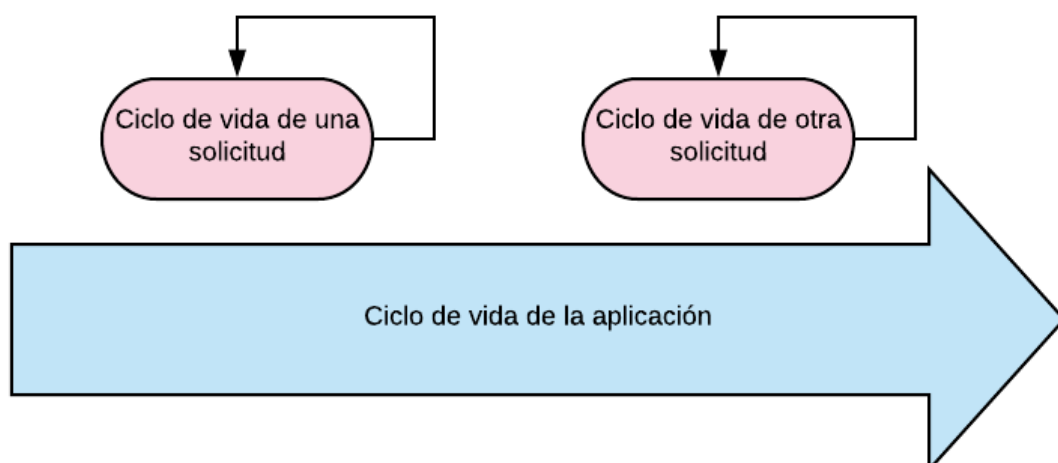 Ciclo de vida de una
solicitud
Ciclo de vida de otra
solicitud
Ciclo de vida de la aplicación